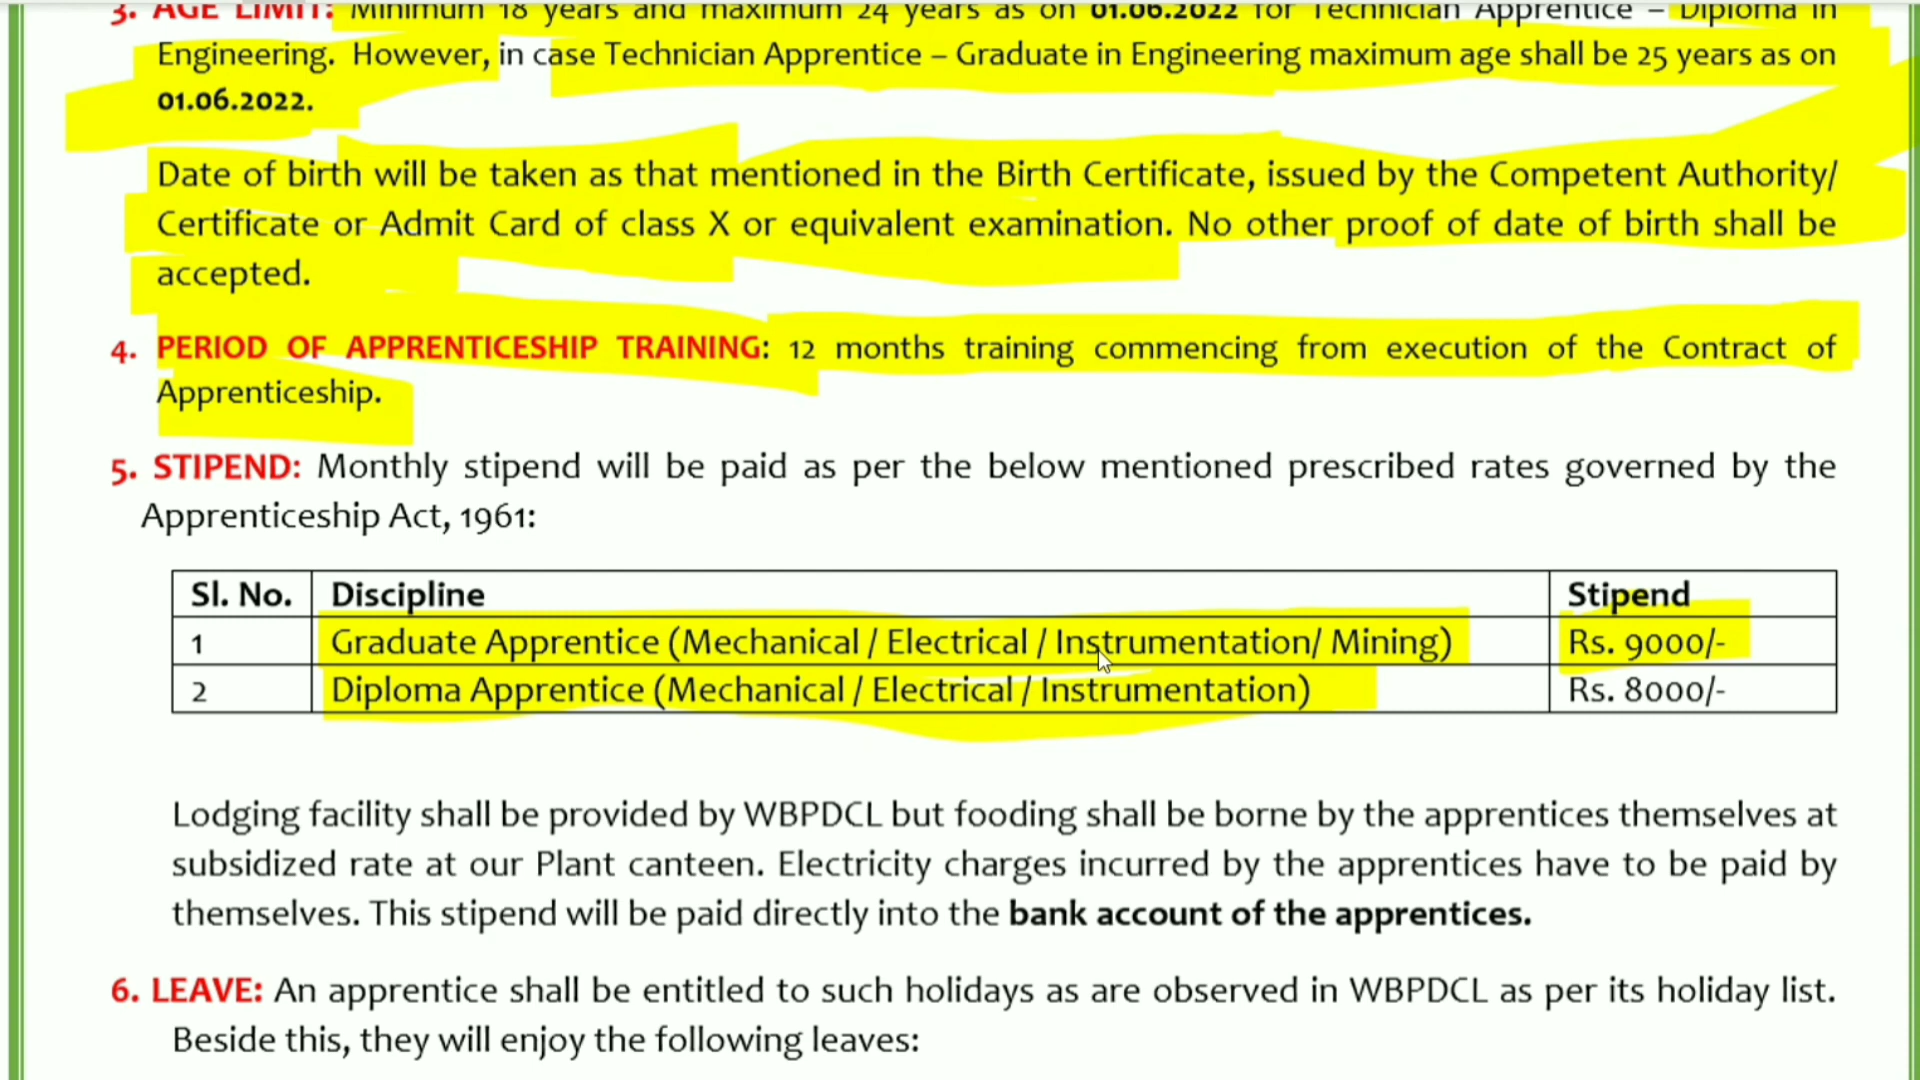 3. AGE LIMIT: Minimum 18 years and maximum 24 years as on 01.06.2022 for Technician Apprentice – Diploma in
Engineering. However, in case Technician Apprentice – Graduate in Engineering maximum age shall be 25 years as on
01.06.2022.
Date of birth will be taken as that mentioned in the Birth Certificate, issued by the Competent Authority/
Certificate or Admit Card of class X or equivalent examination. No other proof of date of birth shall be
accepted.
4. PERIOD OF APPRENTICESHIP TRAINING: 12 months training commencing from execution of the Contract of
Apprenticeship.
5. STIPEND: Monthly stipend will be paid as per the below mentioned prescribed rates governed by the
Apprenticeship Act, 1961:
Sl. No. Discipline Stipend
1 Graduate Apprentice (Mechanical / Electrical / Instrumentation/ Mining) Rs. 9000/-
2 Diploma Apprentice (Mechanical / Electrical / Instrumentation) Rs. 8000/-
Lodging facility shall be provided by WBPDCL but fooding shall be borne by the apprentices themselves at
subsidized rate at our Plant canteen. Electricity charges incurred by the apprentices have to be paid by
themselves. This stipend will be paid directly into the bank account of the apprentices.
6. LEAVE: An apprentice shall be entitled to such holidays as are observed in WBPDCL as per its holiday list.
Beside this, they will enjoy the following leaves: